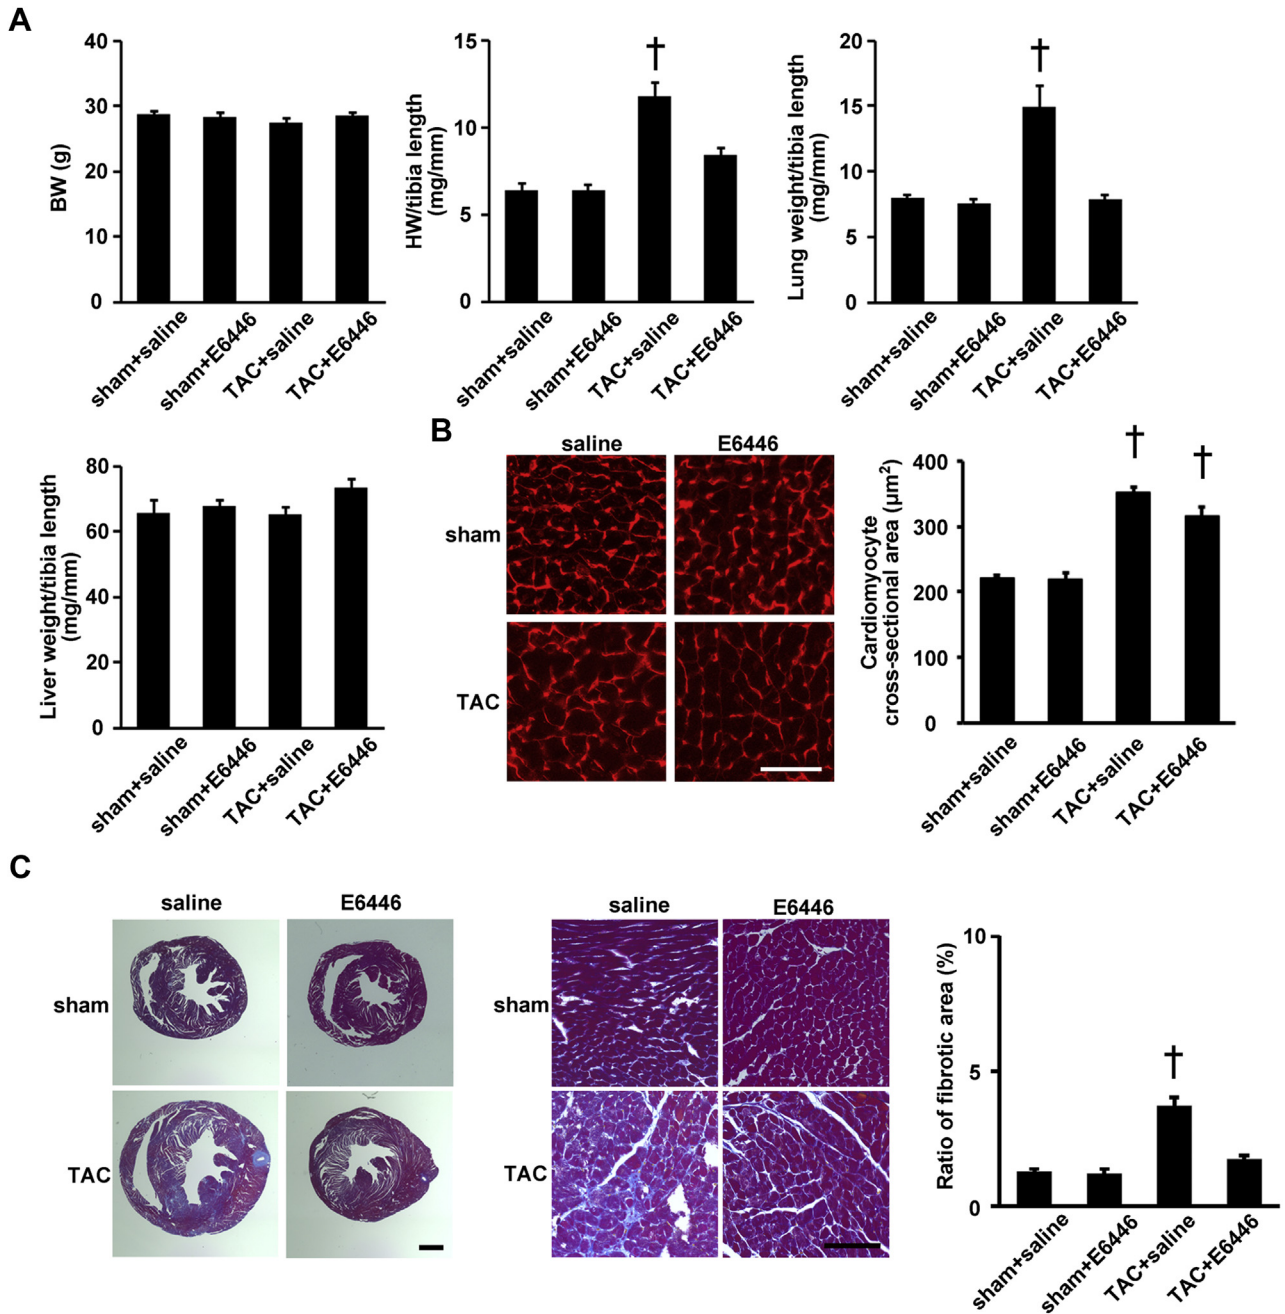 A
BW (g)
40
30
20
10
0
sham+saline
sham+E6446
TAC+saline
TAC+E6446
HW/tibia length
(mg/mm)
15
10
5
0
†
sham+saline
sham+E6446
TAC+saline
TAC+E6446
Lung weight/tibia length
(mg/mm)
20
15
10
5
0
†
sham+saline
sham+E6446
TAC+saline
TAC+E6446
Liver weight/tibia length
(mg/mm)
80
60
40
20
0
sham+saline
sham+E6446
TAC+saline
TAC+E6446
B
saline
E6446
sham
TAC
Cardiomyocyte
cross-sectional area (µm²)
400
300
200
100
0
†
†
sham+saline
sham+E6446
TAC+saline
TAC+E6446
C
saline
E6446
sham
TAC
saline
E6446
sham
TAC
Ratio of fibrotic area (%)
10
5
0
†
sham+saline
sham+E6446
TAC+saline
TAC+E6446